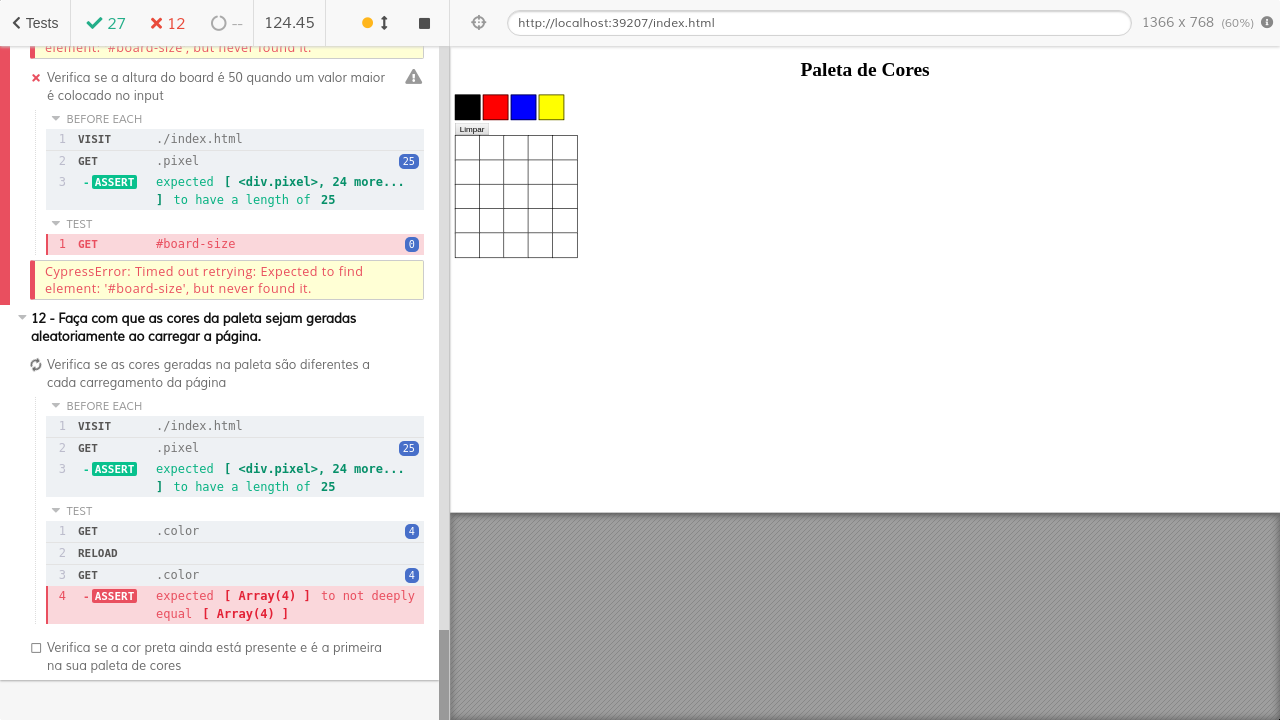 Tests
27
12
--
124.45
http://localhost:39207/index.html
1366 x 768 (60%)
element: '#board-size', but never found it.
Verifica se a altura do board é 50 quando um valor maior
é colocado no input
BEFORE EACH
1 VISIT ./index.html
2 GET .pixel 25
3 -ASSERT expected [ <div.pixel>, 24 more...
] to have a length of 25
TEST
1 GET #board-size 0
CypressError: Timed out retrying: Expected to find
element: '#board-size', but never found it.
12 - Faça com que as cores da paleta sejam geradas
aleatoriamente ao carregar a página.
Verifica se as cores geradas na paleta são diferentes a
cada carregamento da página
BEFORE EACH
1 VISIT ./index.html
2 GET .pixel 25
3 -ASSERT expected [ <div.pixel>, 24 more...
] to have a length of 25
TEST
1 GET .color 4
2 RELOAD
3 GET .color 4
4 -ASSERT expected [ Array(4) ] to not deeply
equal [ Array(4) ]
Verifica se a cor preta ainda está presente e é a primeira
na sua paleta de cores
Paleta de Cores
Limpar